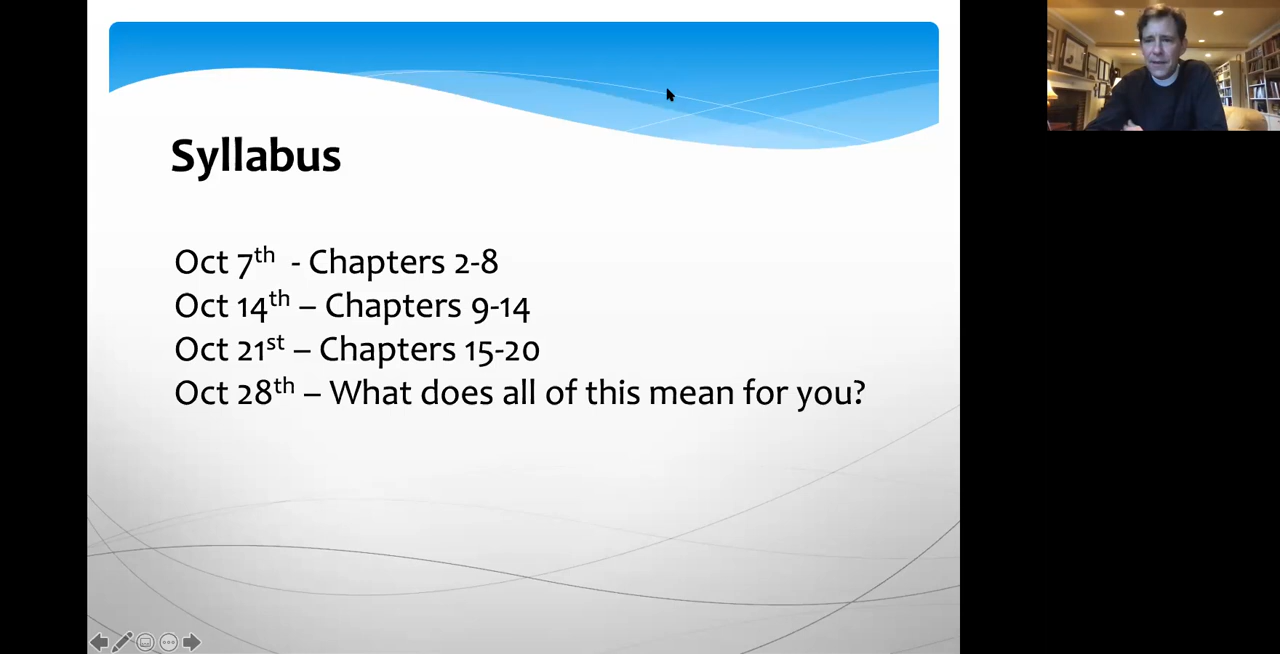 Syllabus
Oct 7th - Chapters 2-8
Oct 14th – Chapters 9-14
Oct 21st – Chapters 15-20
Oct 28th – What does all of this mean for you?